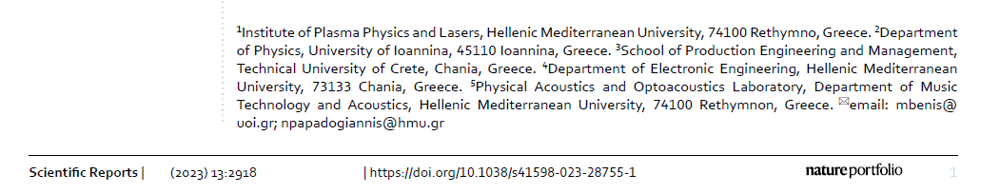 ¹Institute of Plasma Physics and Lasers, Hellenic Mediterranean University, 74100 Rethymno, Greece. ²Department
of Physics, University of Ioannina, 45110 Ioannina, Greece. ³School of Production Engineering and Management,
Technical University of Crete, Chania, Greece. ⁴Department of Electronic Engineering, Hellenic Mediterranean
University, 73133 Chania, Greece. ⁵Physical Acoustics and Optoacoustics Laboratory, Department of Music
Technology and Acoustics, Hellenic Mediterranean University, 74100 Rethymnon, Greece. ✉email: mbenis@
uoi.gr; npapadogiannis@hmu.gr
Scientific Reports | (2023) 13:2918 | https://doi.org/10.1038/s41598-023-28755-1 natureportfolio 1